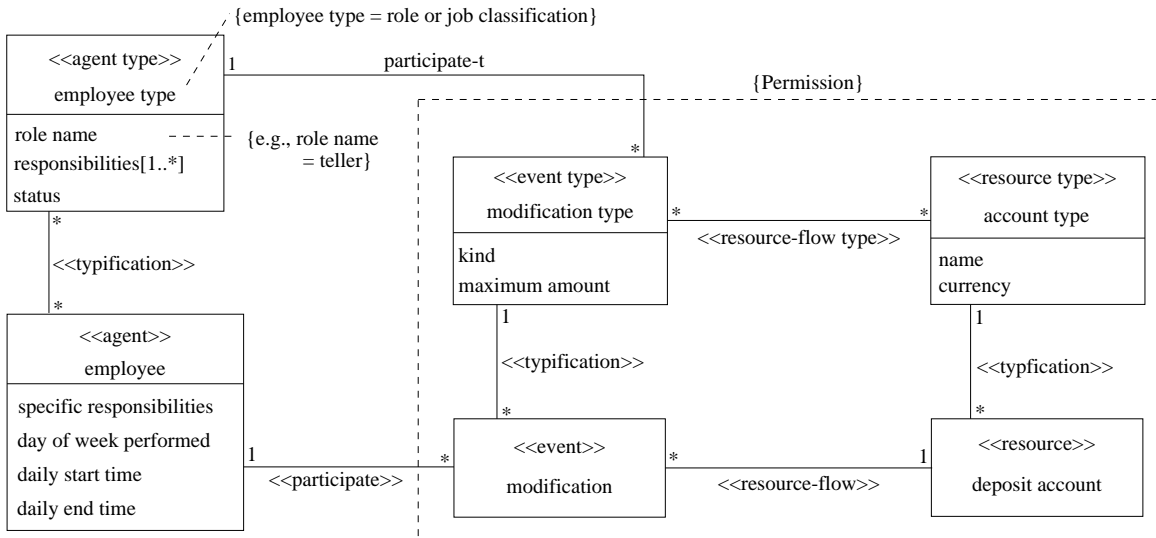 {employee type = role or job classification}
<<agent type>>
employee type
role name
responsibilities[1..*]
status
{e.g., role name
= teller}
1
participate-t
*
{Permission}
<<event type>>
modification type
kind
maximum amount
*
<<resource-flow type>>
*
<<resource type>>
account type
name
currency
*
<<typification>>
*
1
<<typification>>
*
1
<<typfication>>
*
<<agent>>
employee
specific responsibilities
day of week performed
daily start time
daily end time
1
<<participate>>
*
<<event>>
modification
*
<<resource-flow>>
1
<<resource>>
deposit account